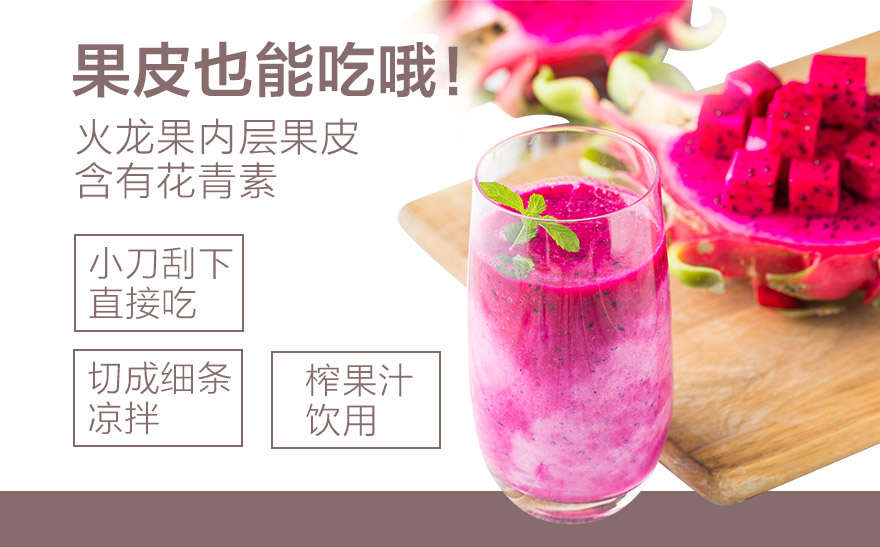 果皮也能吃哦！
火龙果内层果皮
含有花青素
小刀刮下
直接吃
切成细条
凉拌
榨果汁
饮用